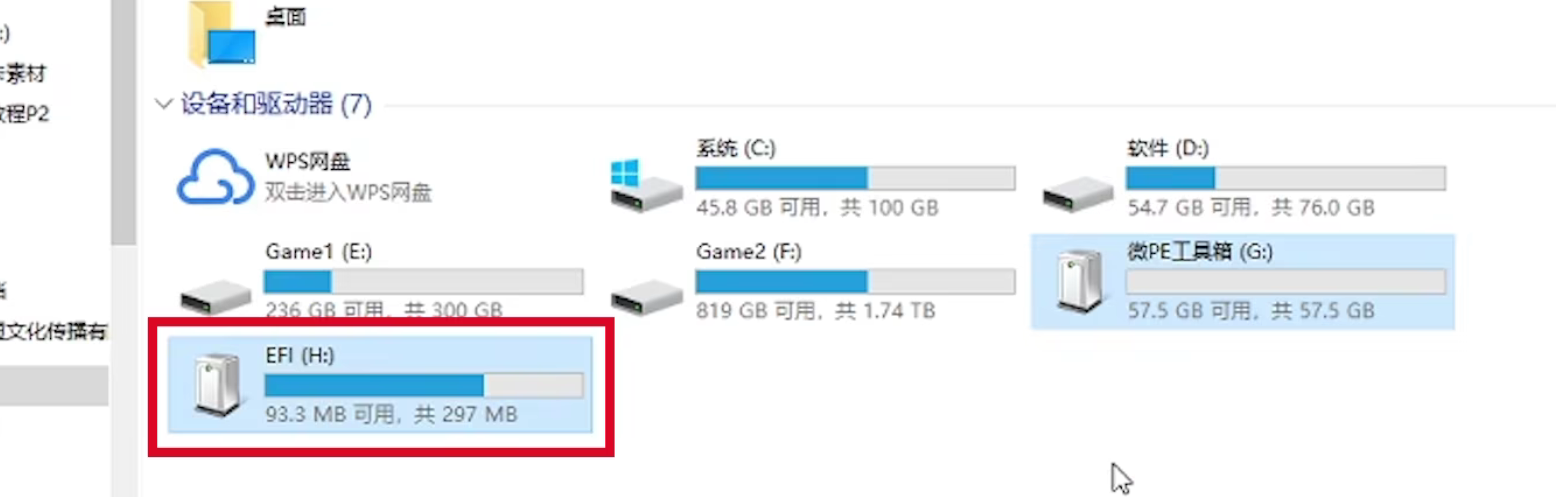 桌面
:)
素材
程P2
设备和驱动器 (7)
WPS网盘
双击进入WPS网盘
系统 (C:)
45.8 GB 可用，共 100 GB
软件 (D:)
54.7 GB 可用，共 76.0 GB
Game1 (E:)
236 GB 可用，共 300 GB
Game2 (F:)
819 GB 可用，共 1.74 TB
微PE工具箱 (G:)
57.5 GB 可用，共 57.5 GB
文化传播有
EFI (H:)
93.3 MB 可用，共 297 MB